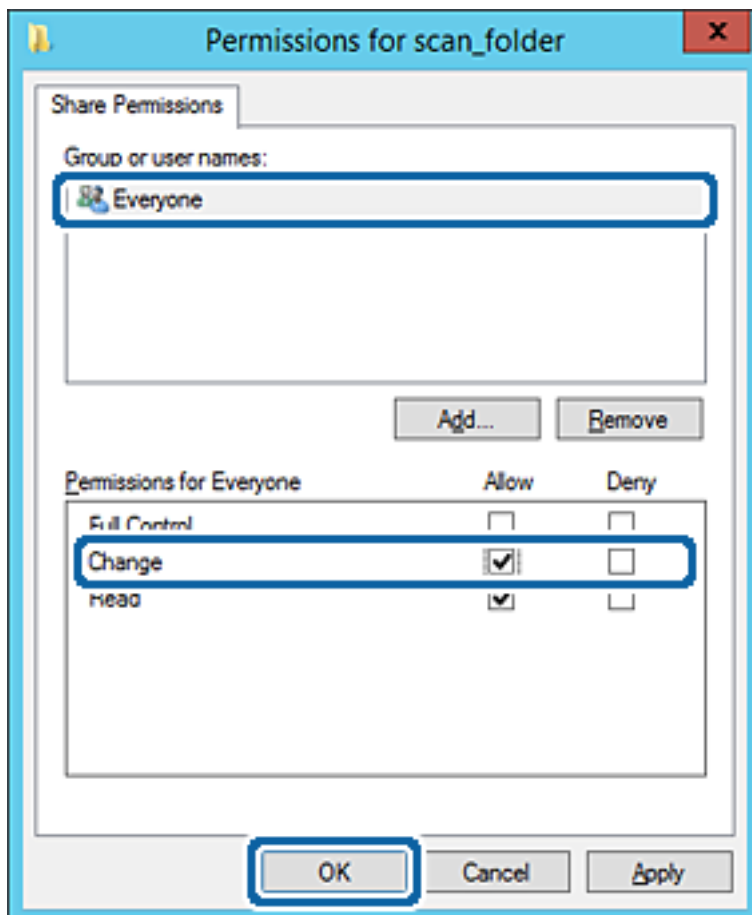 Permissions for scan_folder
Share Permissions
Group or user names:
Everyone
Add... Remove
Permissions for Everyone Allow Deny
Full Control
Change
Read
OK Cancel Apply